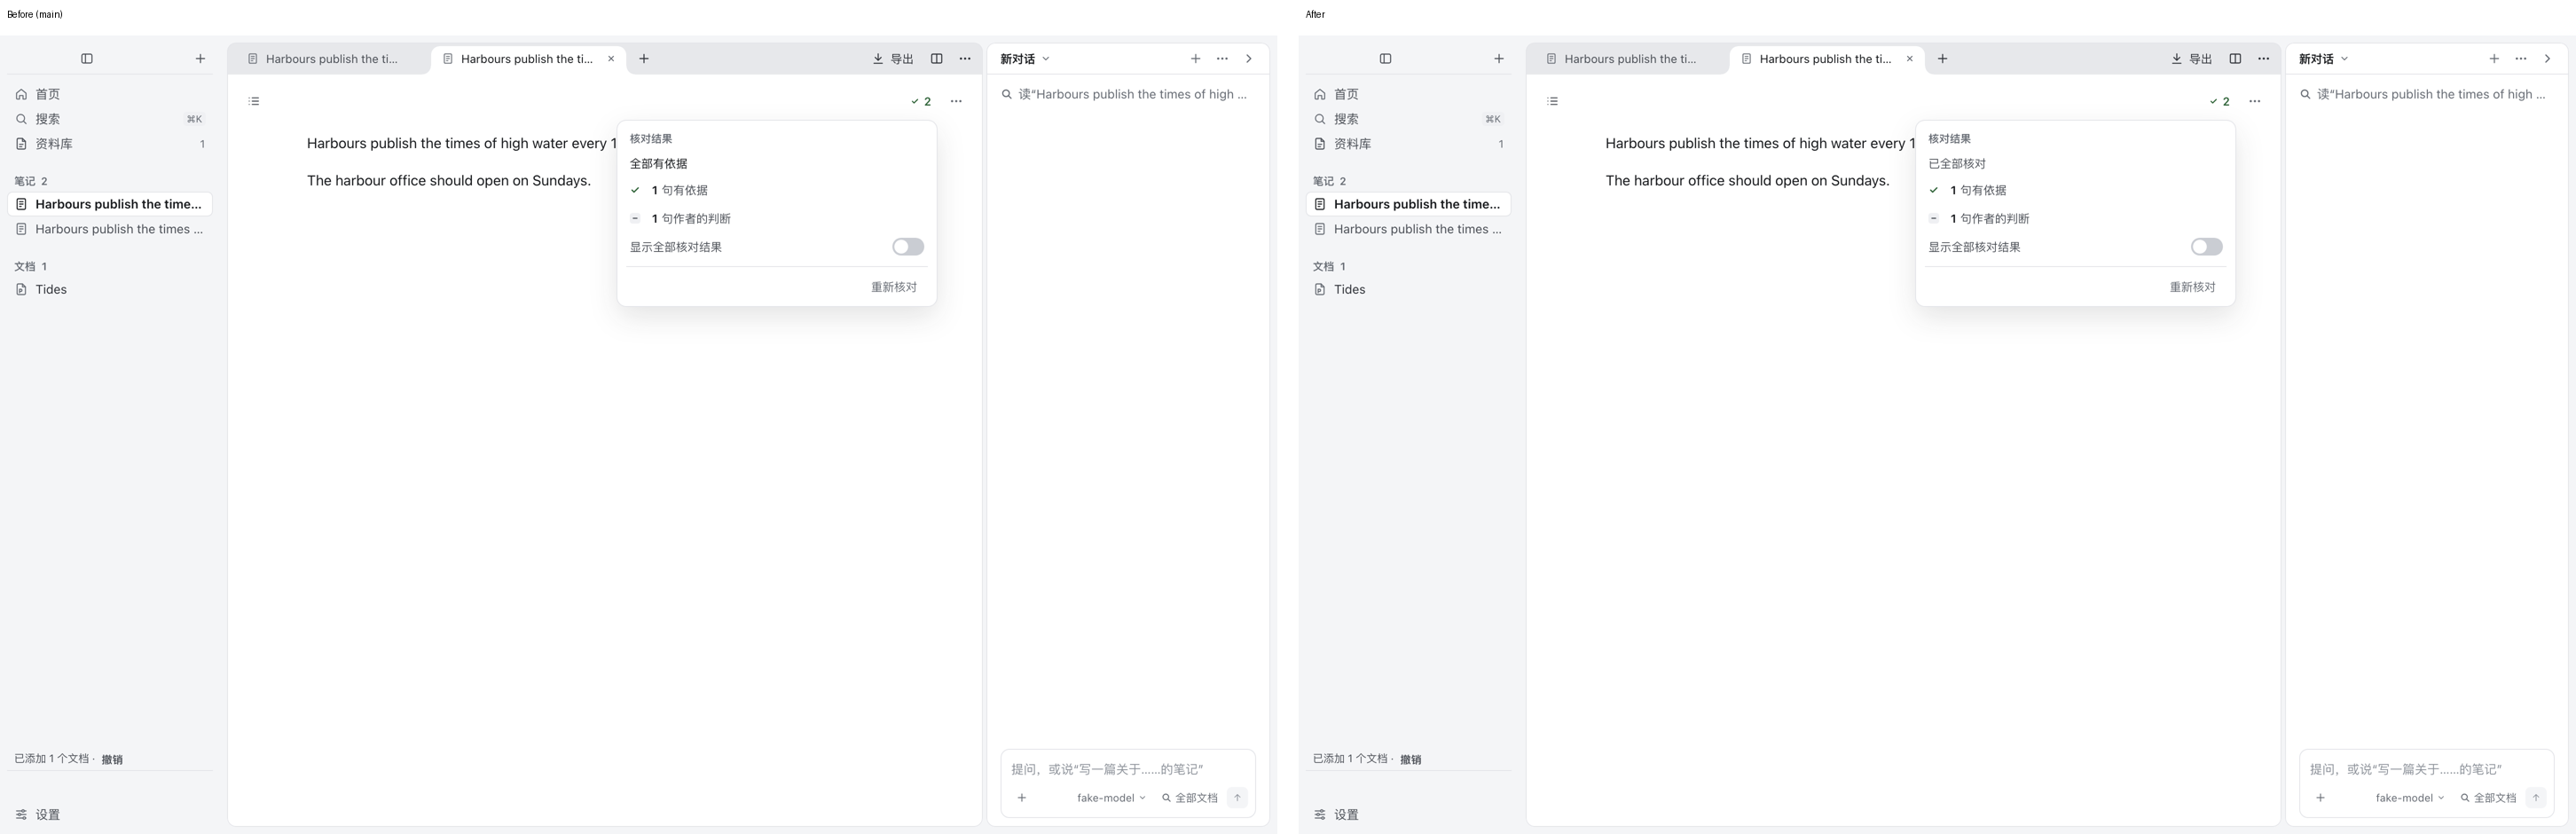 Before (main)
首页
搜索 ⌘K
资料库 1
笔记 2
Harbours publish the time...
Harbours publish the times ...
文档 1
Tides
已添加 1 个文档 · 撤销
设置
Harbours publish the ti...
Harbours publish the ti... ×
导出
✓ 2
Harbours publish the times of high water every 1
The harbour office should open on Sundays.
核对结果
全部有依据
✓ 1 句有依据
1 句作者的判断
显示全部核对结果
重新核对
新对话
读“Harbours publish the times of high ...
提问，或说“写一篇关于……的笔记”
fake-model 全部文档
After
首页
搜索 ⌘K
资料库 1
笔记 2
Harbours publish the time...
Harbours publish the times ...
文档 1
Tides
已添加 1 个文档 · 撤销
设置
Harbours publish the ti...
Harbours publish the ti... ×
导出
✓ 2
Harbours publish the times of high water every 1
The harbour office should open on Sundays.
核对结果
已全部核对
✓ 1 句有依据
1 句作者的判断
显示全部核对结果
重新核对
新对话
读“Harbours publish the times of high ...
提问，或说“写一篇关于……的笔记”
fake-model 全部文档